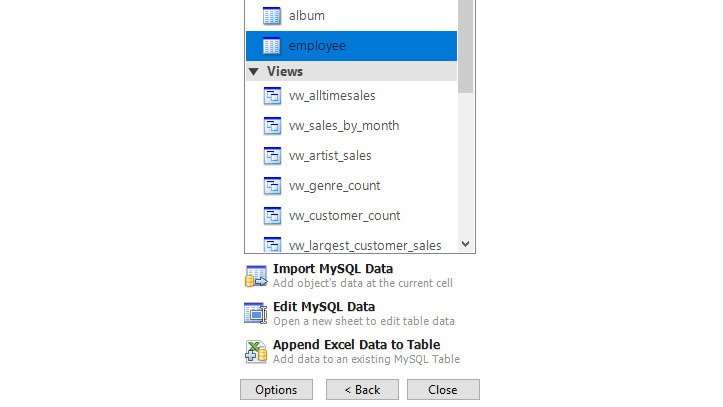 album
employee
Views
vw_alltimesales
vw_sales_by_month
vw_artist_sales
vw_genre_count
vw_customer_count
vw_largest_customer_sales
Import MySQL Data
Add object's data at the current cell
Edit MySQL Data
Open a new sheet to edit table data
Append Excel Data to Table
Add data to an existing MySQL Table
Options
< Back
Close